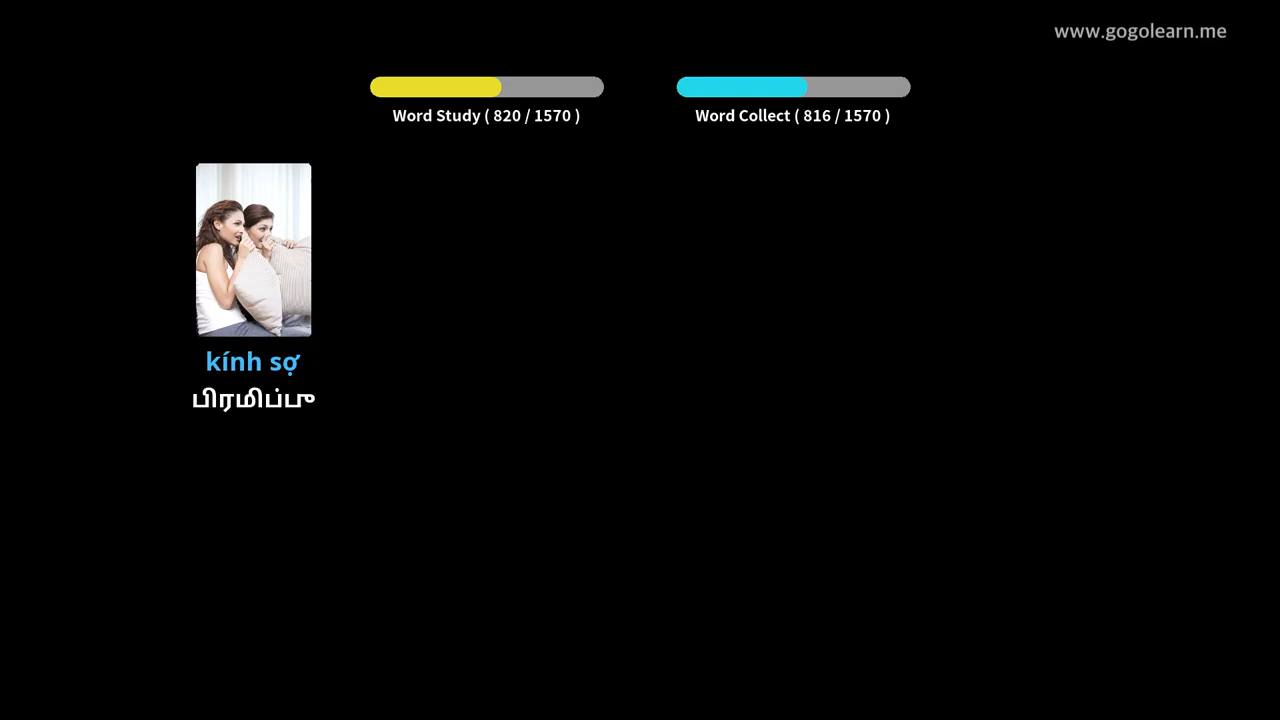 www.gogolearn.me
Word Study ( 820 / 1570 )
Word Collect ( 816 / 1570 )
kính sợ
பிரமிப்பு